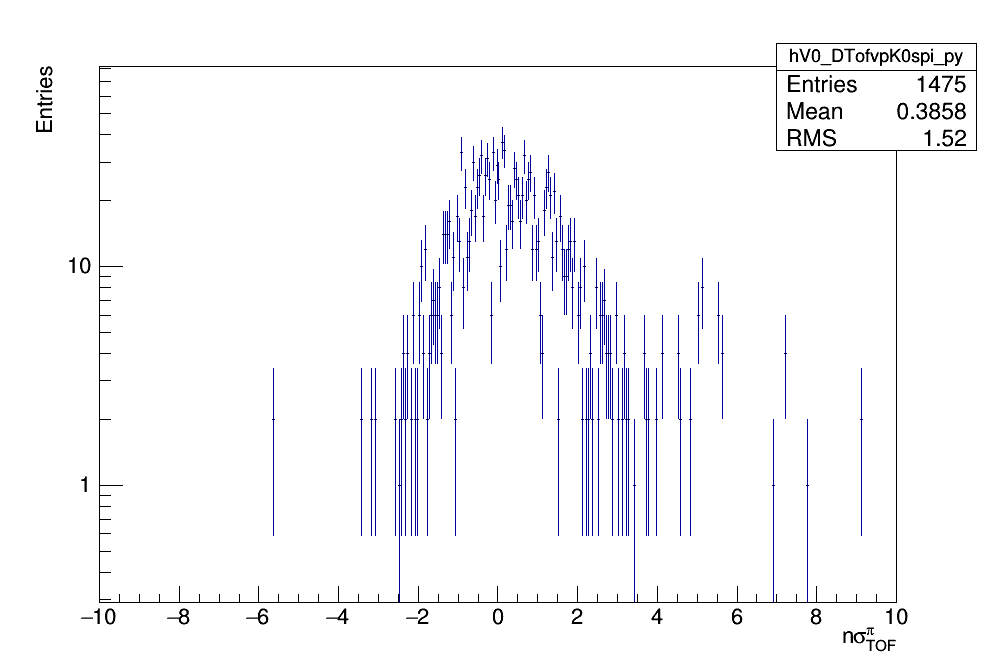 hV0_DTofvpK0spi_py
Entries 1475
Mean 0.3858
RMS 1.52
Entries
10
1
−10 −8 −6 −4 −2 0 2 4 6 8 10
nσ^π_TOF